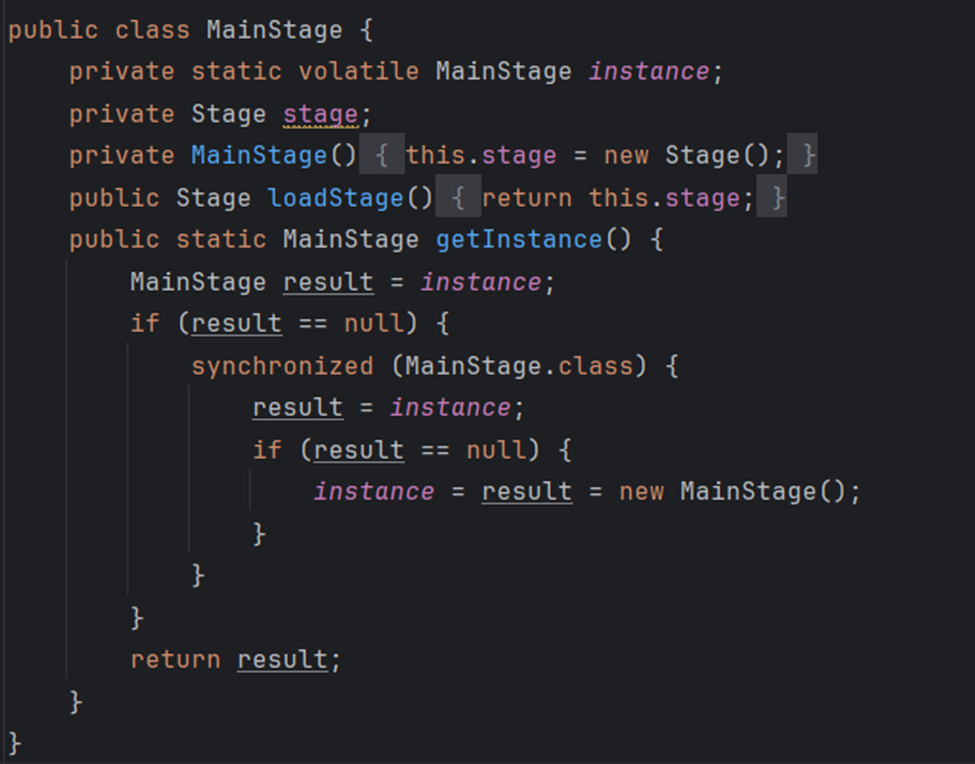 public class MainStage {
    private static volatile MainStage instance;
    private Stage stage;
    private MainStage() { this.stage = new Stage(); }
    public Stage loadStage() { return this.stage; }
    public static MainStage getInstance() {
        MainStage result = instance;
        if (result == null) {
            synchronized (MainStage.class) {
                result = instance;
                if (result == null) {
                    instance = result = new MainStage();
                }
            }
        }
        return result;
    }
}